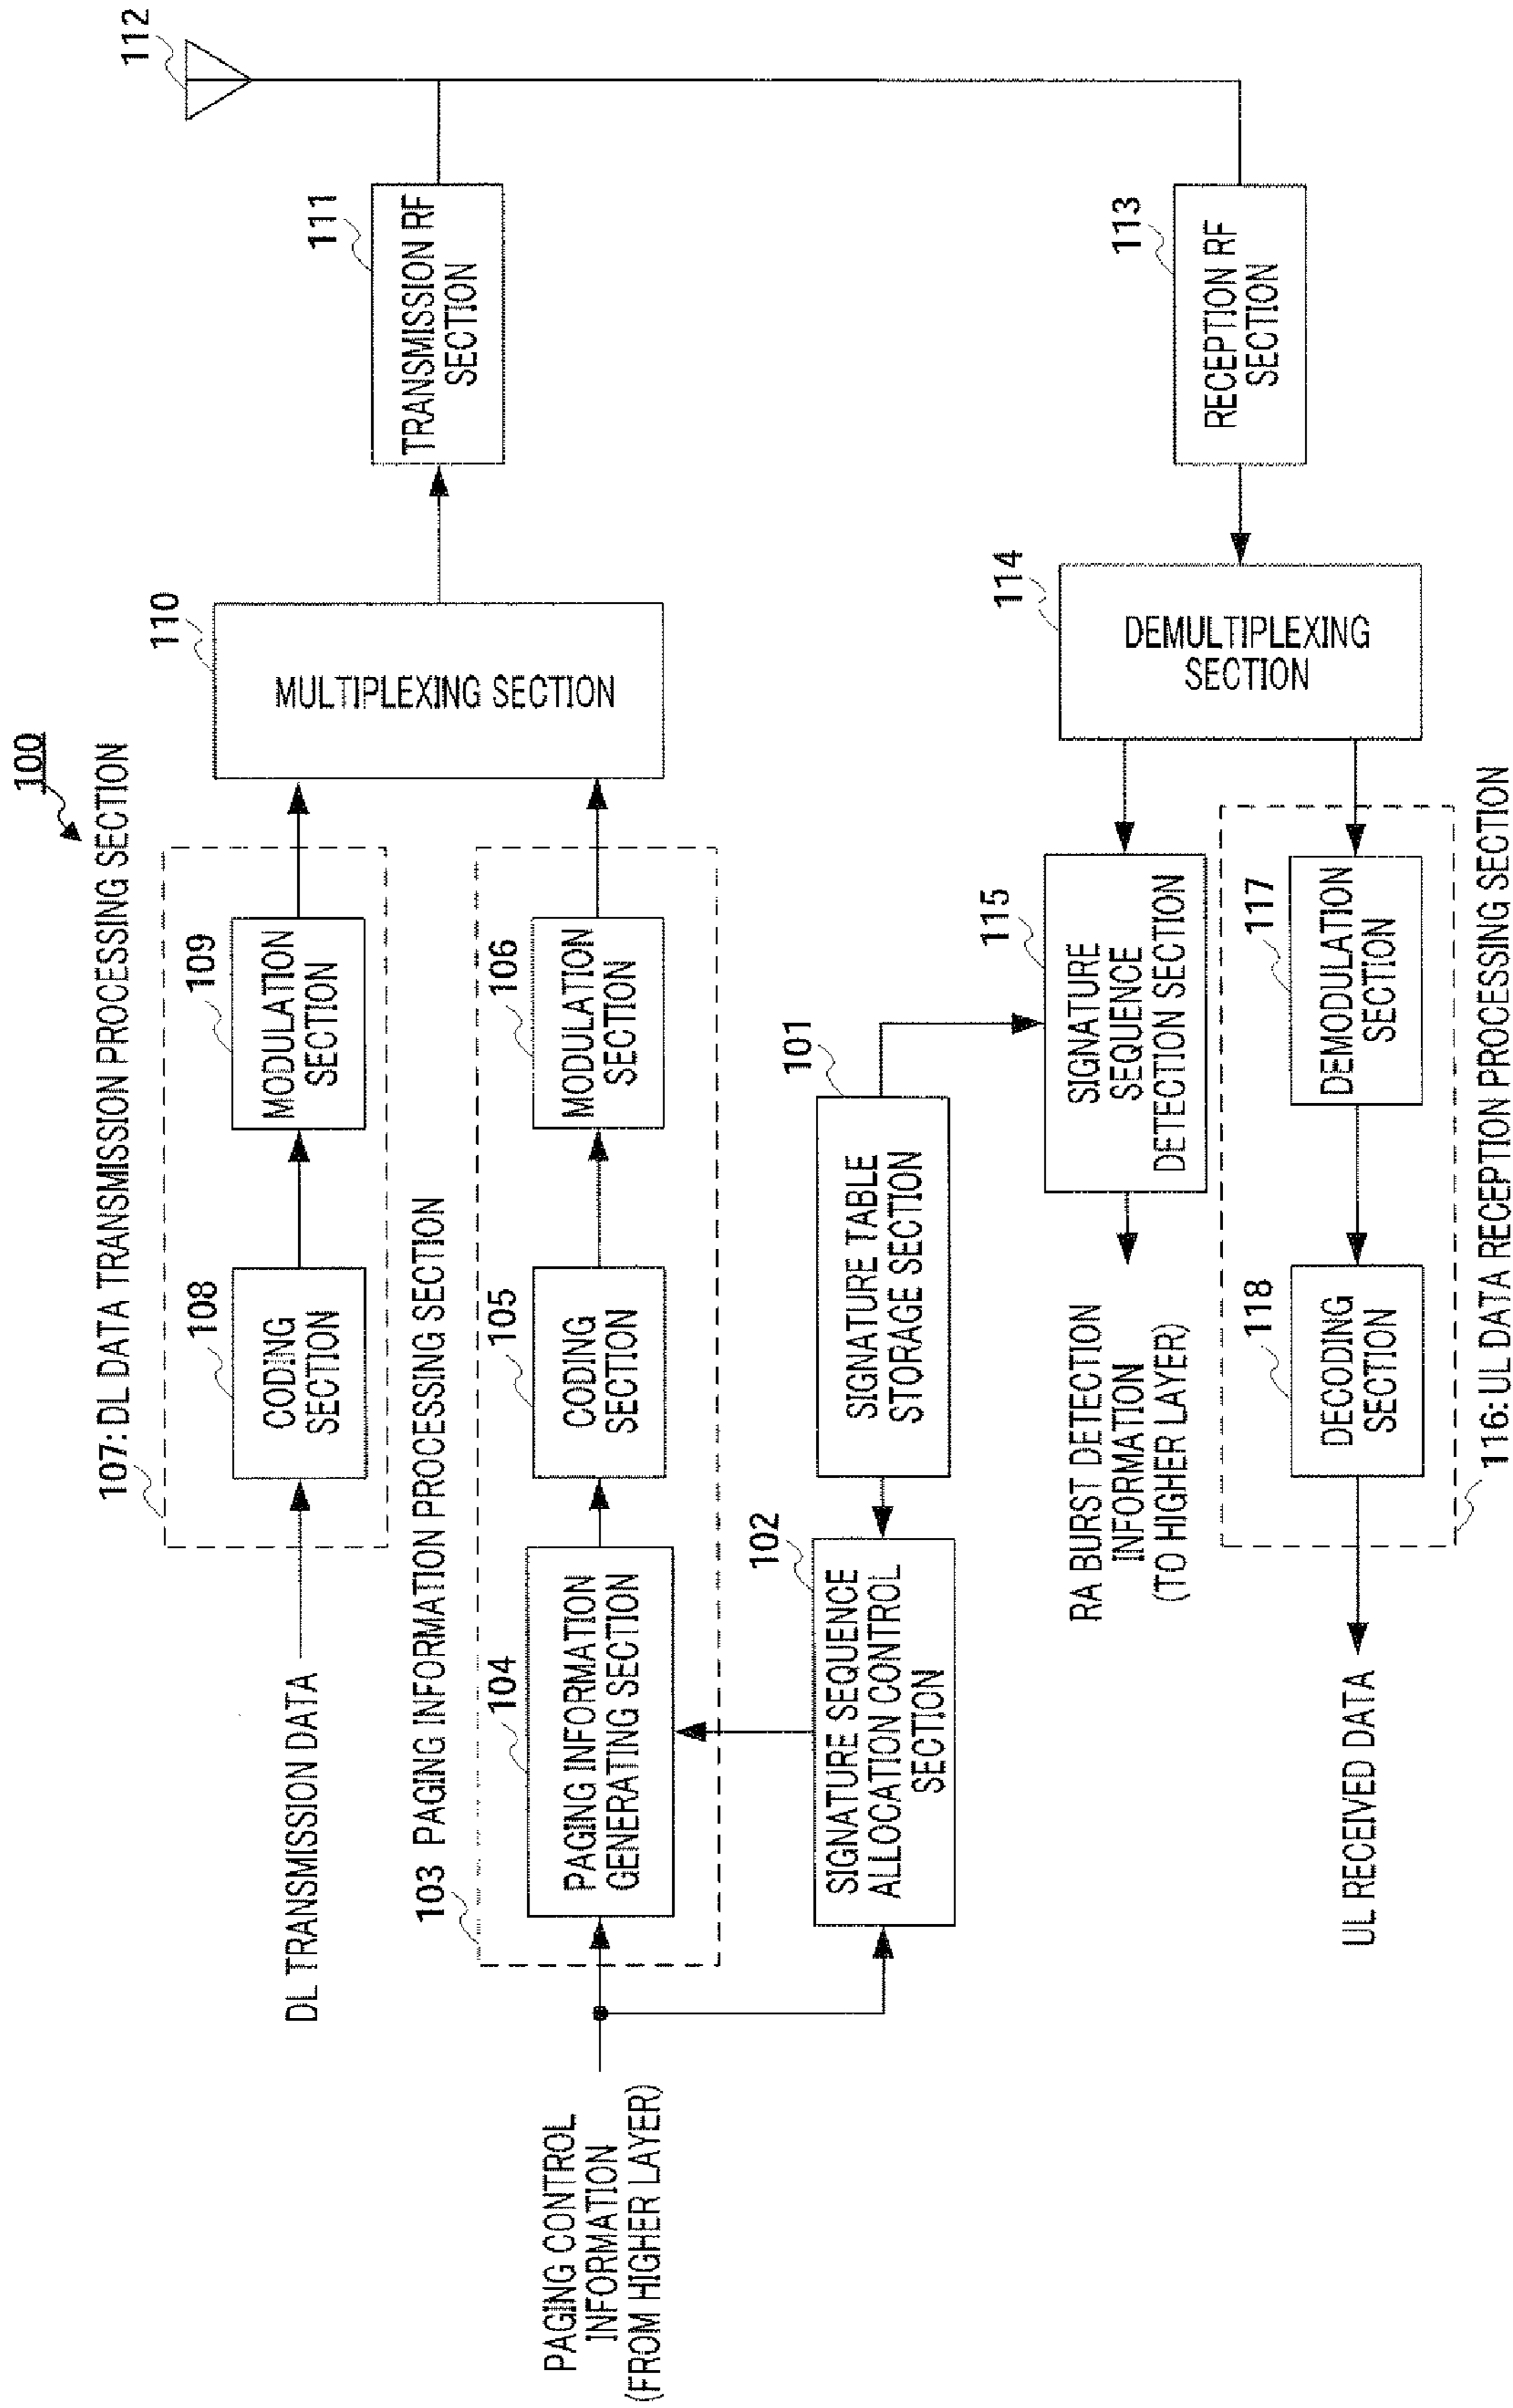 100
107: DL DATA TRANSMISSION PROCESSING SECTION
DL TRANSMISSION DATA
108
CODING
SECTION
109
MODULATION
SECTION
110
MULTIPLEXING SECTION
111
TRANSMISSION RF
SECTION
112
103 PAGING INFORMATION PROCESSING SECTION
PAGING CONTROL
INFORMATION
(FROM HIGHER LAYER)
104
PAGING INFORMATION
GENERATING SECTION
105
CODING
SECTION
106
MODULATION
SECTION
102
SIGNATURE SEQUENCE
ALLOCATION CONTROL
SECTION
101
SIGNATURE TABLE
STORAGE SECTION
115
SIGNATURE
SEQUENCE
DETECTION SECTION
114
DEMULTIPLEXING
SECTION
113
RECEPTION RF
SECTION
RA BURST DETECTION
INFORMATION
(TO HIGHER LAYER)
UL RECEIVED DATA
118
DECODING
SECTION
117
DEMODULATION
SECTION
116: UL DATA RECEPTION PROCESSING SECTION